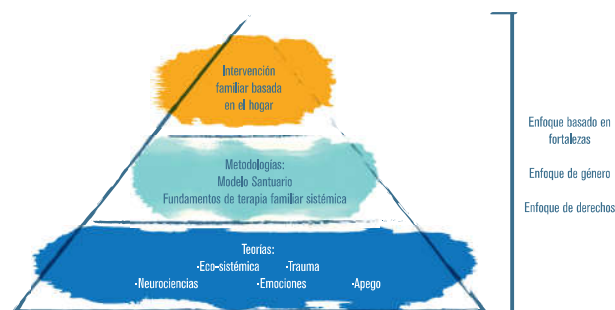 Intervención
familiar basada
en el hogar
Metodologías:
Modelo Santuario
Fundamentos de terapia familiar sistémica
Teorías:
·Eco-sistémica ·Trauma
·Neurociencias ·Emociones ·Apego
Enfoque basado en
fortalezas
Enfoque de género
Enfoque de derechos